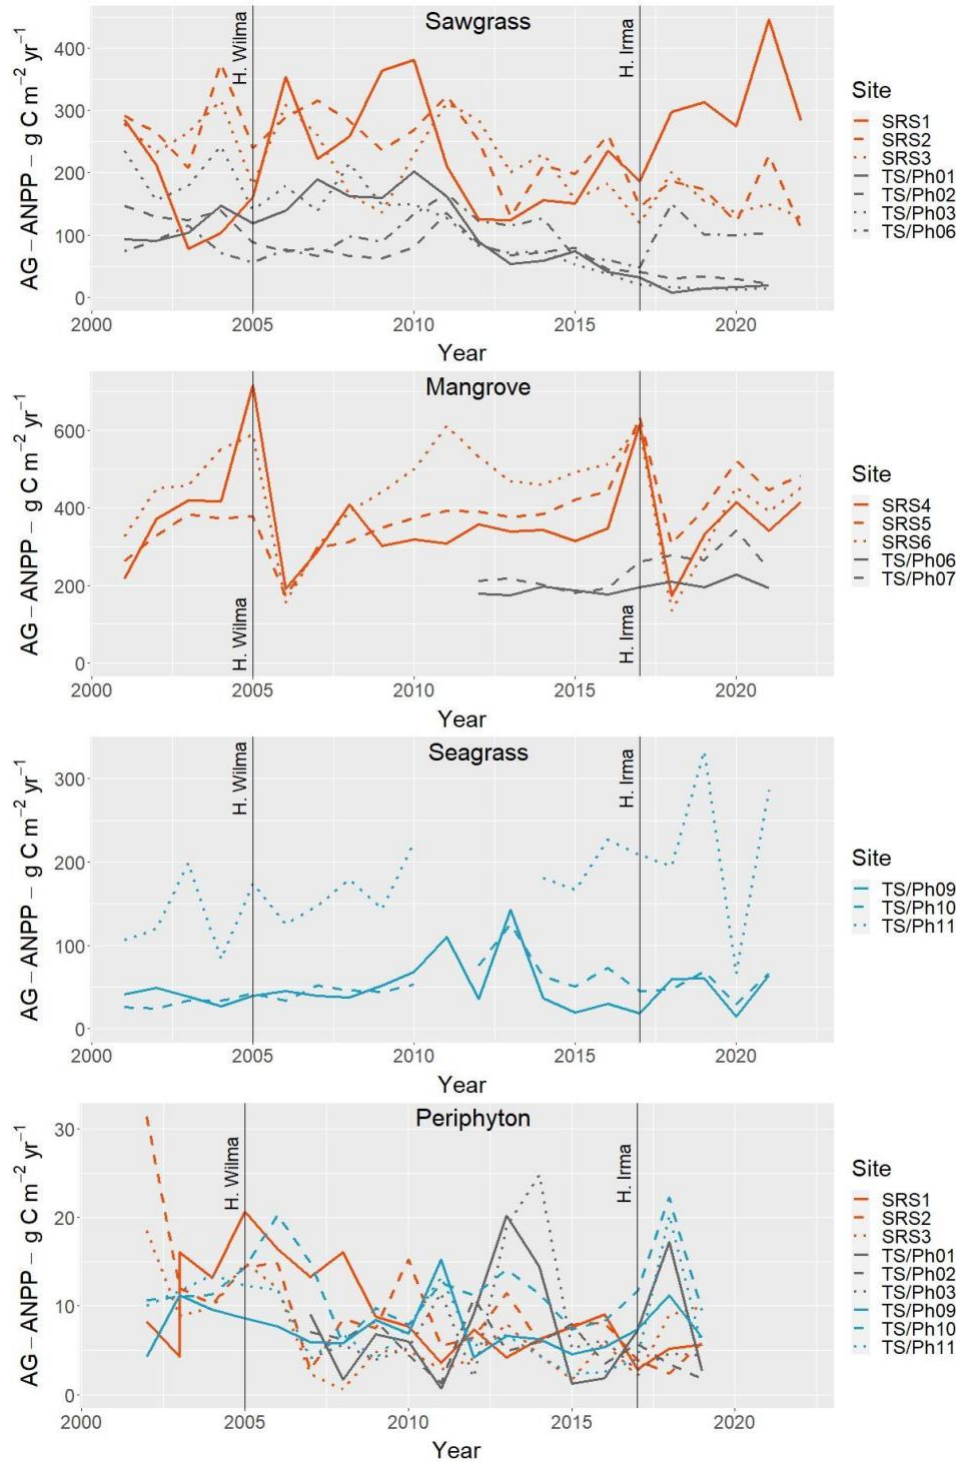 Sawgrass
H. Wilma
H. Irma
AG−ANPP − g C m⁻² yr⁻¹
400
300
200
100
0
2000 2005 2010 2015 2020
Year
Site
SRS1
SRS2
SRS3
TS/Ph01
TS/Ph02
TS/Ph03
TS/Ph06
Mangrove
H. Wilma
H. Irma
AG−ANPP − g C m⁻² yr⁻¹
600
400
200
0
2000 2005 2010 2015 2020
Year
Site
SRS4
SRS5
SRS6
TS/Ph06
TS/Ph07
Seagrass
H. Wilma
H. Irma
AG−ANPP − g C m⁻² yr⁻¹
300
200
100
0
2000 2005 2010 2015 2020
Year
Site
TS/Ph09
TS/Ph10
TS/Ph11
Periphyton
H. Wilma
H. Irma
AG−ANPP − g C m⁻² yr⁻¹
30
20
10
0
2000 2005 2010 2015 2020
Year
Site
SRS1
SRS2
SRS3
TS/Ph01
TS/Ph02
TS/Ph03
TS/Ph09
TS/Ph10
TS/Ph11